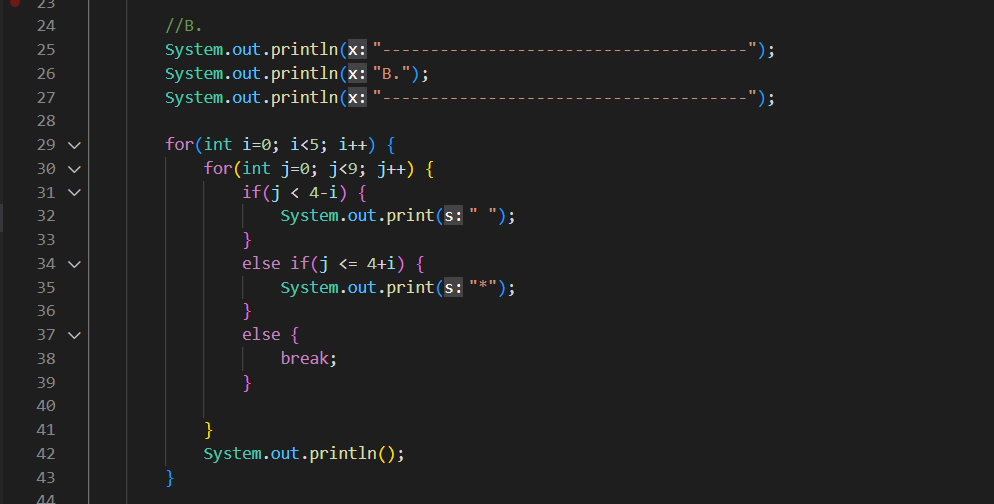 23
24 //B.
25 System.out.println(x: "--------------------------------------");
26 System.out.println(x: "B.");
27 System.out.println(x: "--------------------------------------");
28
29 for(int i=0; i<5; i++) {
30 for(int j=0; j<9; j++) {
31 if(j < 4-i) {
32 System.out.print(s: " ");
33 }
34 else if(j <= 4+i) {
35 System.out.print(s: "*");
36 }
37 else {
38 break;
39 }
40
41 }
42 System.out.println();
43 }
44